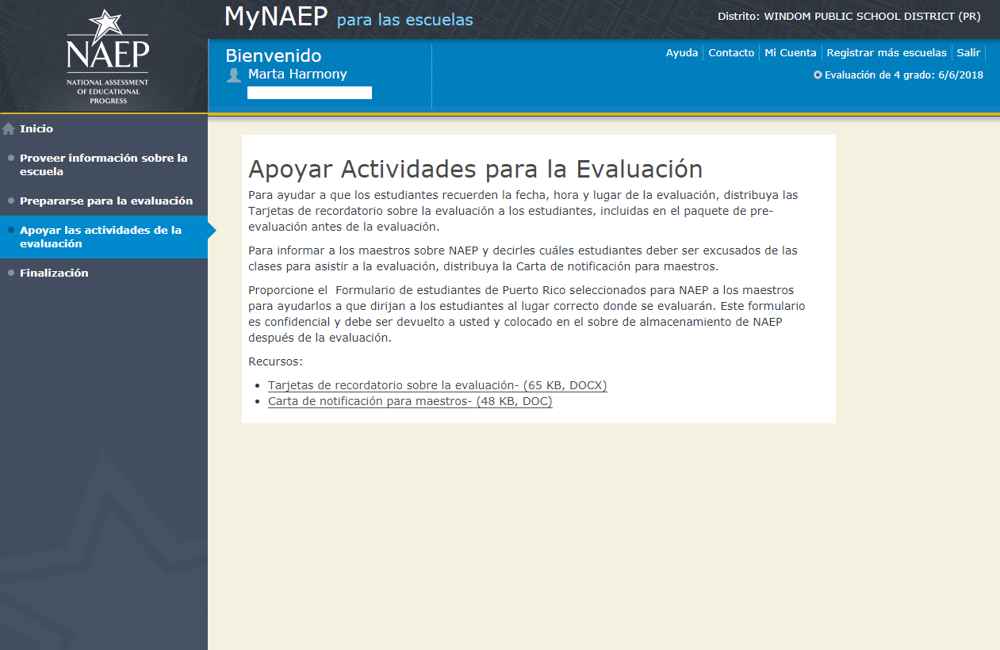 NAEP
NATIONAL ASSESSMENT
OF EDUCATIONAL
PROGRESS
MyNAEP para las escuelas
Distrito: WINDOM PUBLIC SCHOOL DISTRICT (PR)
Bienvenido
Marta Harmony
Ayuda
Contacto
Mi Cuenta
Registrar más escuelas
Salir
Evaluación de 4 grado: 6/6/2018
Inicio
Proveer información sobre la
escuela
Prepararse para la evaluación
Apoyar las actividades de la
evaluación
Finalización
Apoyar Actividades para la Evaluación
Para ayudar a que los estudiantes recuerden la fecha, hora y lugar de la evaluación, distribuya las
Tarjetas de recordatorio sobre la evaluación a los estudiantes, incluidas en el paquete de pre-
evaluación antes de la evaluación.
Para informar a los maestros sobre NAEP y decirles cuáles estudiantes deber ser excusados de las
clases para asistir a la evaluación, distribuya la Carta de notificación para maestros.
Proporcione el  Formulario de estudiantes de Puerto Rico seleccionados para NAEP a los maestros
para ayudarlos a que dirijan a los estudiantes al lugar correcto donde se evaluarán. Este formulario
es confidencial y debe ser devuelto a usted y colocado en el sobre de almacenamiento de NAEP
después de la evaluación.
Recursos:
Tarjetas de recordatorio sobre la evaluación- (65 KB, DOCX)
Carta de notificación para maestros- (48 KB, DOC)